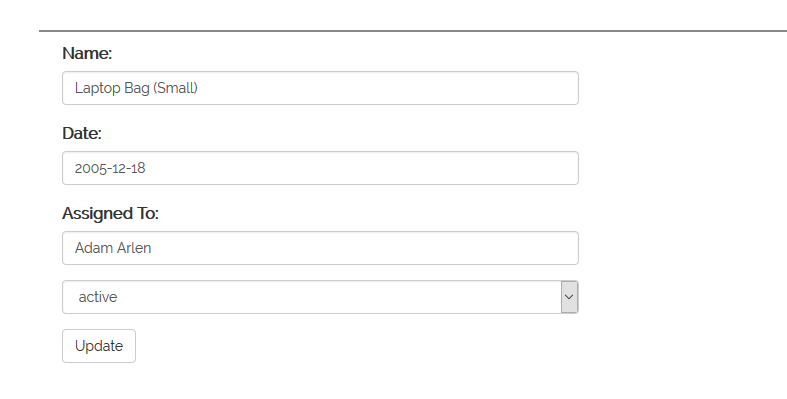 Name:
Laptop Bag (Small)
Date:
2005-12-18
Assigned To:
Adam Arlen
active
Update